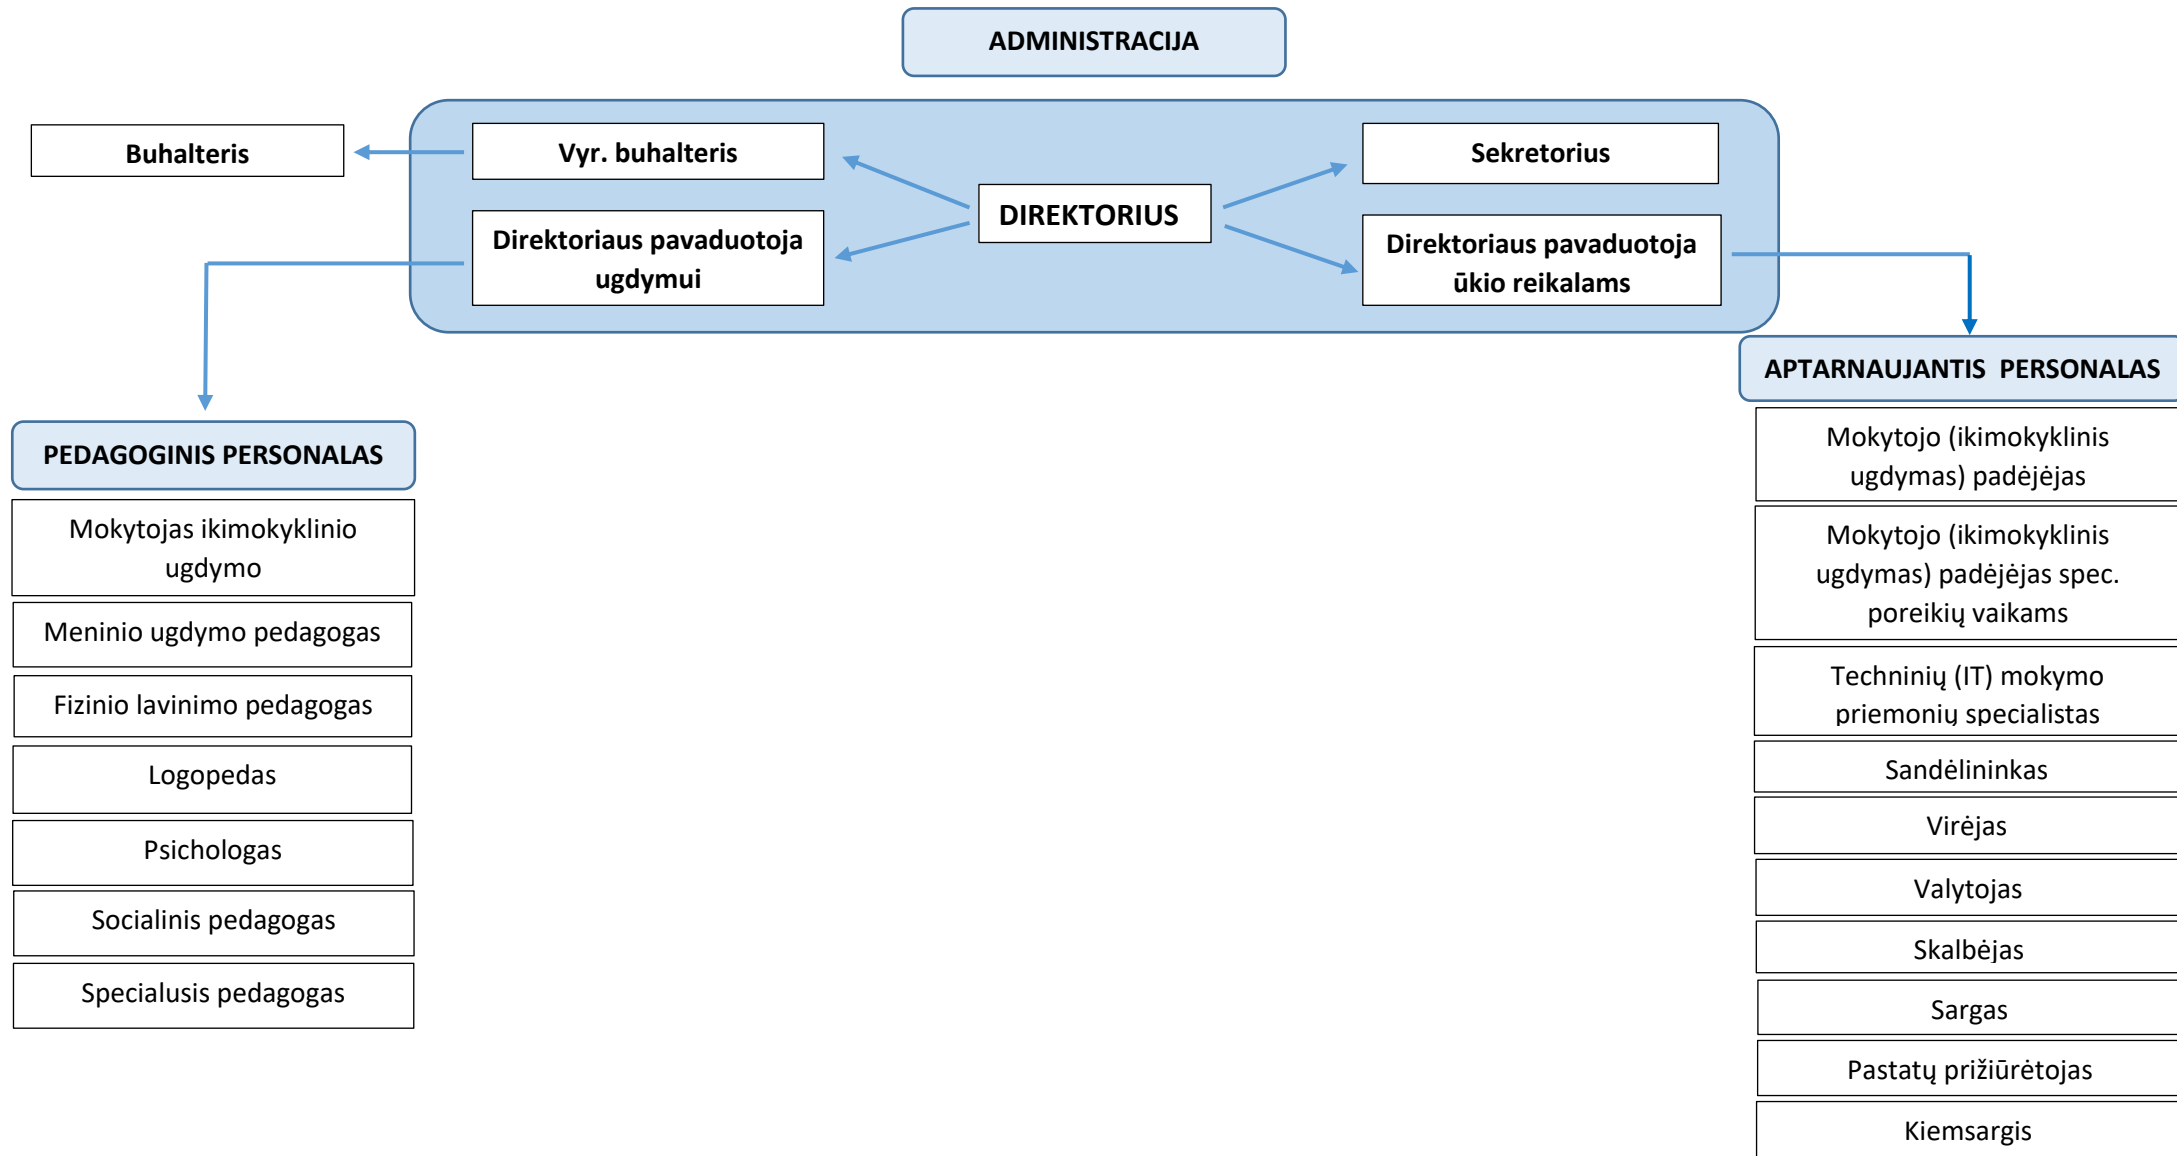 ADMINISTRACIJA
Buhalteris
Vyr. buhalteris
Sekretorius
DIREKTORIUS
Direktoriaus pavaduotoja
ugdymui
Direktoriaus pavaduotoja
ūkio reikalams
PEDAGOGINIS PERSONALAS
Mokytojas ikimokyklinio
ugdymo
Meninio ugdymo pedagogas
Fizinio lavinimo pedagogas
Logopedas
Psichologas
Socialinis pedagogas
Specialusis pedagogas
APTARNAUJANTIS PERSONALAS
Mokytojo (ikimokyklinis
ugdymas) padėjėjas
Mokytojo (ikimokyklinis
ugdymas) padėjėjas spec.
poreikių vaikams
Techninių (IT) mokymo
priemonių specialistas
Sandėlininkas
Virėjas
Valytojas
Skalbėjas
Sargas
Pastatų prižiūrėtojas
Kiemsargis